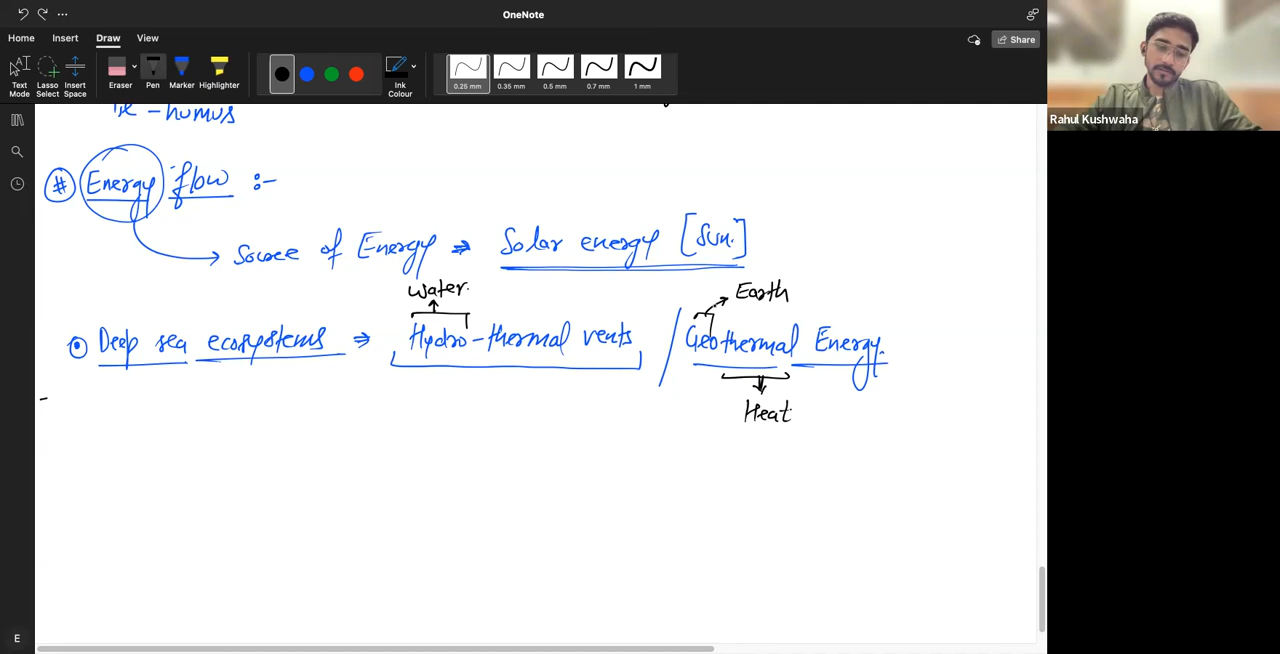 OneNote
Home Insert Draw View
Share
Text Mode
Lasso Select
Insert Space
Eraser
Pen
Marker
Highlighter
Ink Colour
0.25 mm 0.35 mm 0.5 mm 0.7 mm 1 mm
Rahul Kushwaha
- humus
# Energy flow :-
Source of Energy ⇒ Solar energy [Sun.]
Water.
Earth
Deep sea ecosystems ⇒ Hydro-thermal vents / Geothermal Energy.
Heat
E